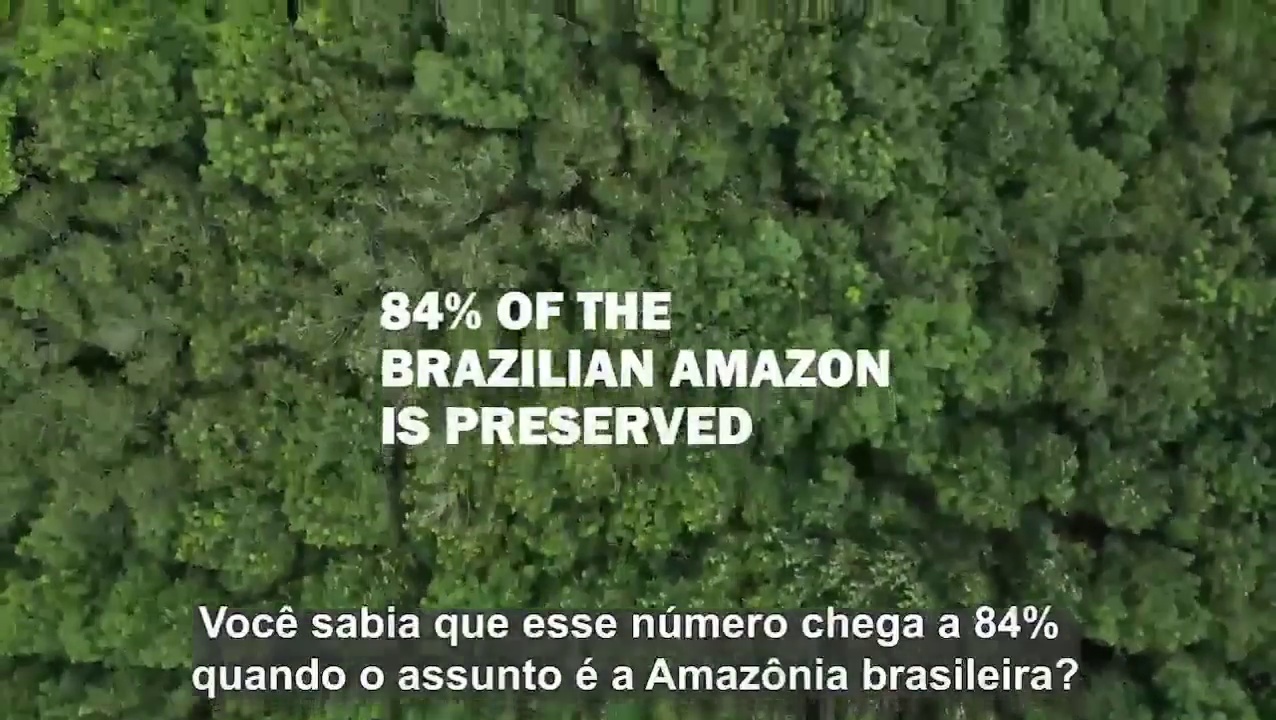 84% OF THE
BRAZILIAN AMAZON
IS PRESERVED
Você sabia que esse número chega a 84%
quando o assunto é a Amazônia brasileira?